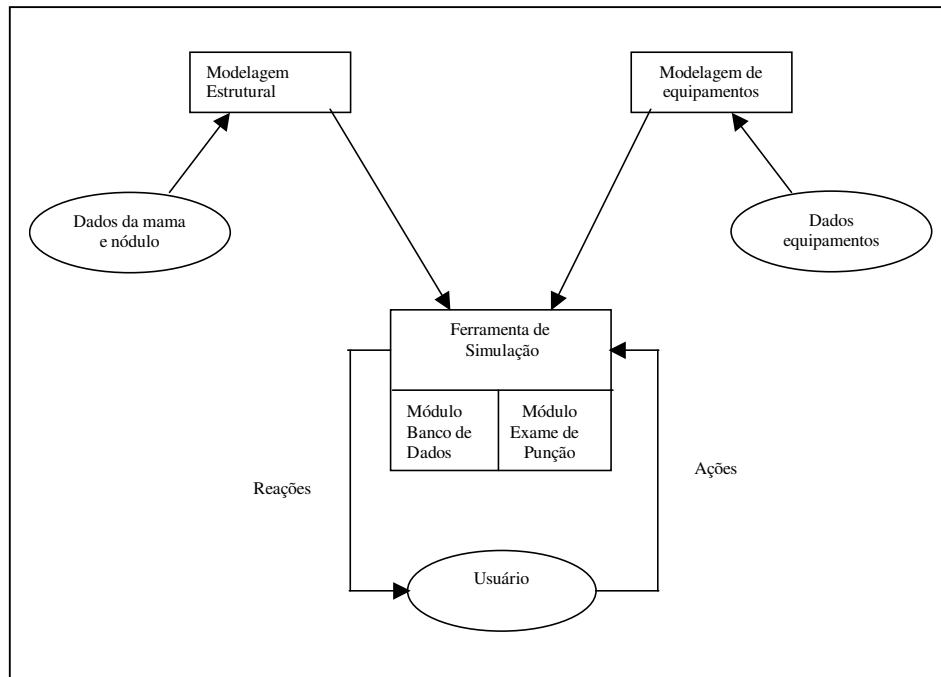 Modelagem
Estrutural
Modelagem de
equipamentos
Dados da mama
e nódulo
Dados
equipamentos
Ferramenta de
Simulação
Módulo
Banco de
Dados
Módulo
Exame de
Punção
Reações
Ações
Usuário